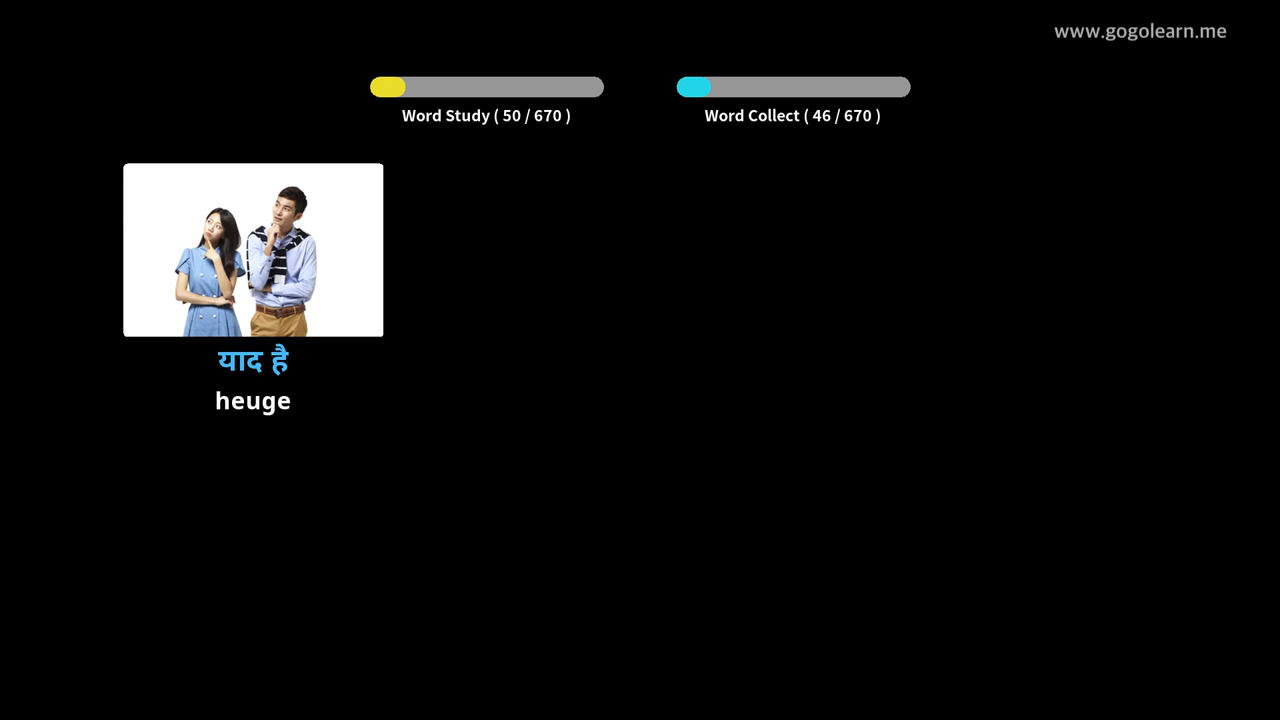 www.gogolearn.me
Word Study ( 50 / 670 )
Word Collect ( 46 / 670 )
याद है
heuge